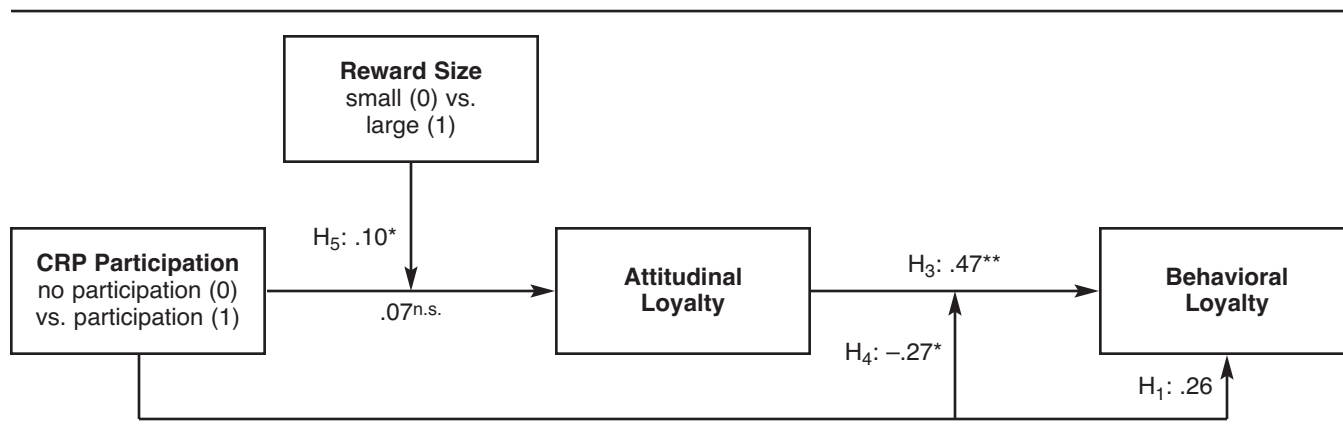 Reward Size
small (0) vs.
large (1)
H₅: .10*
CRP Participation
no participation (0)
vs. participation (1)
.07ⁿ·ˢ·
Attitudinal
Loyalty
H₃: .47**
H₄: –.27*
Behavioral
Loyalty
H₁: .26